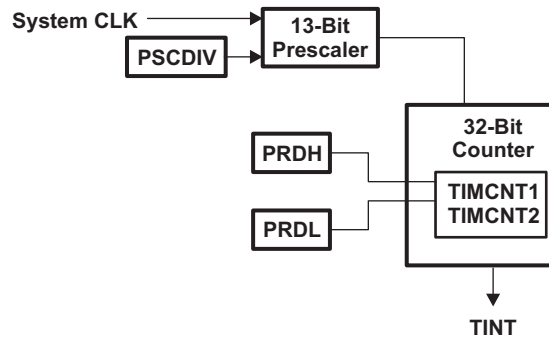 System CLK
13-Bit
Prescaler
PSCDIV
32-Bit
Counter
PRDH
TIMCNT1
TIMCNT2
PRDL
TINT